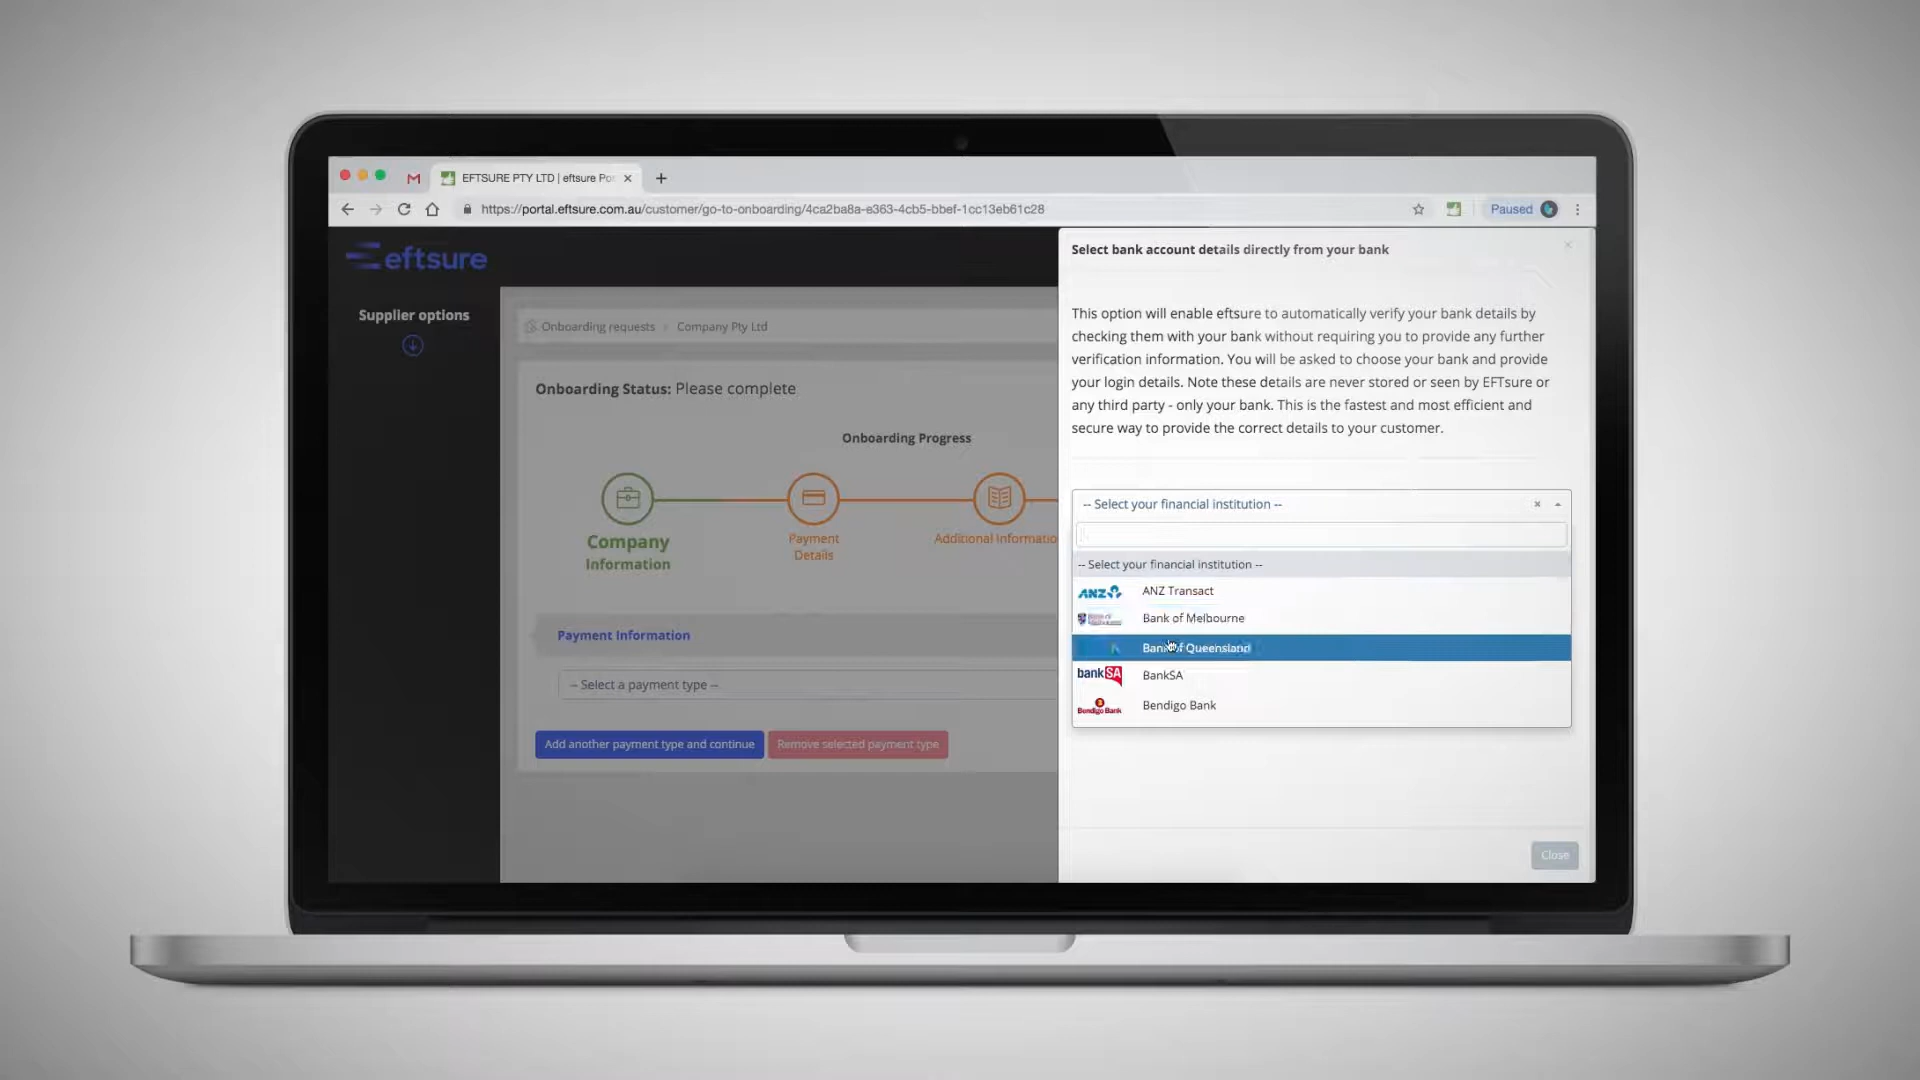 EFTSURE PTY LTD | eftsure Po
https://portal.eftsure.com.au/customer/go-to-onboarding/4ca2ba8a-e363-4cb5-bbef-1cc13eb61c28
Paused
eftsure
Supplier options
Onboarding requests
Company Pty Ltd
Onboarding Status: Please complete
Onboarding Progress
Company
Information
Payment
Details
Additional Informatio
Payment Information
-- Select a payment type --
Add another payment type and continue
Remove selected payment type
Select bank account details directly from your bank
This option will enable eftsure to automatically verify your bank details by
checking them with your bank without requiring you to provide any further
verification information. You will be asked to choose your bank and provide
your login details. Note these details are never stored or seen by EFTsure or
any third party - only your bank. This is the fastest and most efficient and
secure way to provide the correct details to your customer.
-- Select your financial institution --
-- Select your financial institution --
ANZ
ANZ Transact
Bank of Melbourne
Bank of Queensland
bankSA
BankSA
Bendigo Bank
Bendigo Bank
Close